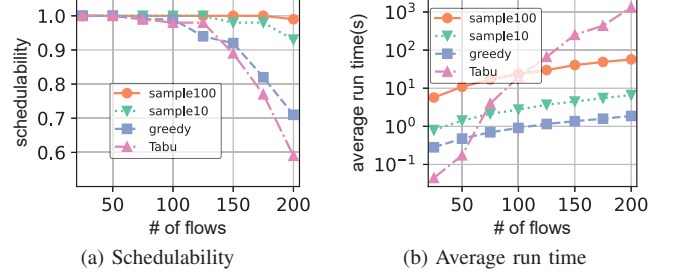 1.0
0.9
0.8
0.7
0.6
schedulability
sample100
sample10
greedy
Tabu
50
100
150
200
# of flows
(a) Schedulability
10³
10²
10¹
10⁰
10⁻¹
average run time(s)
sample100
sample10
greedy
Tabu
50
100
150
200
# of flows
(b) Average run time